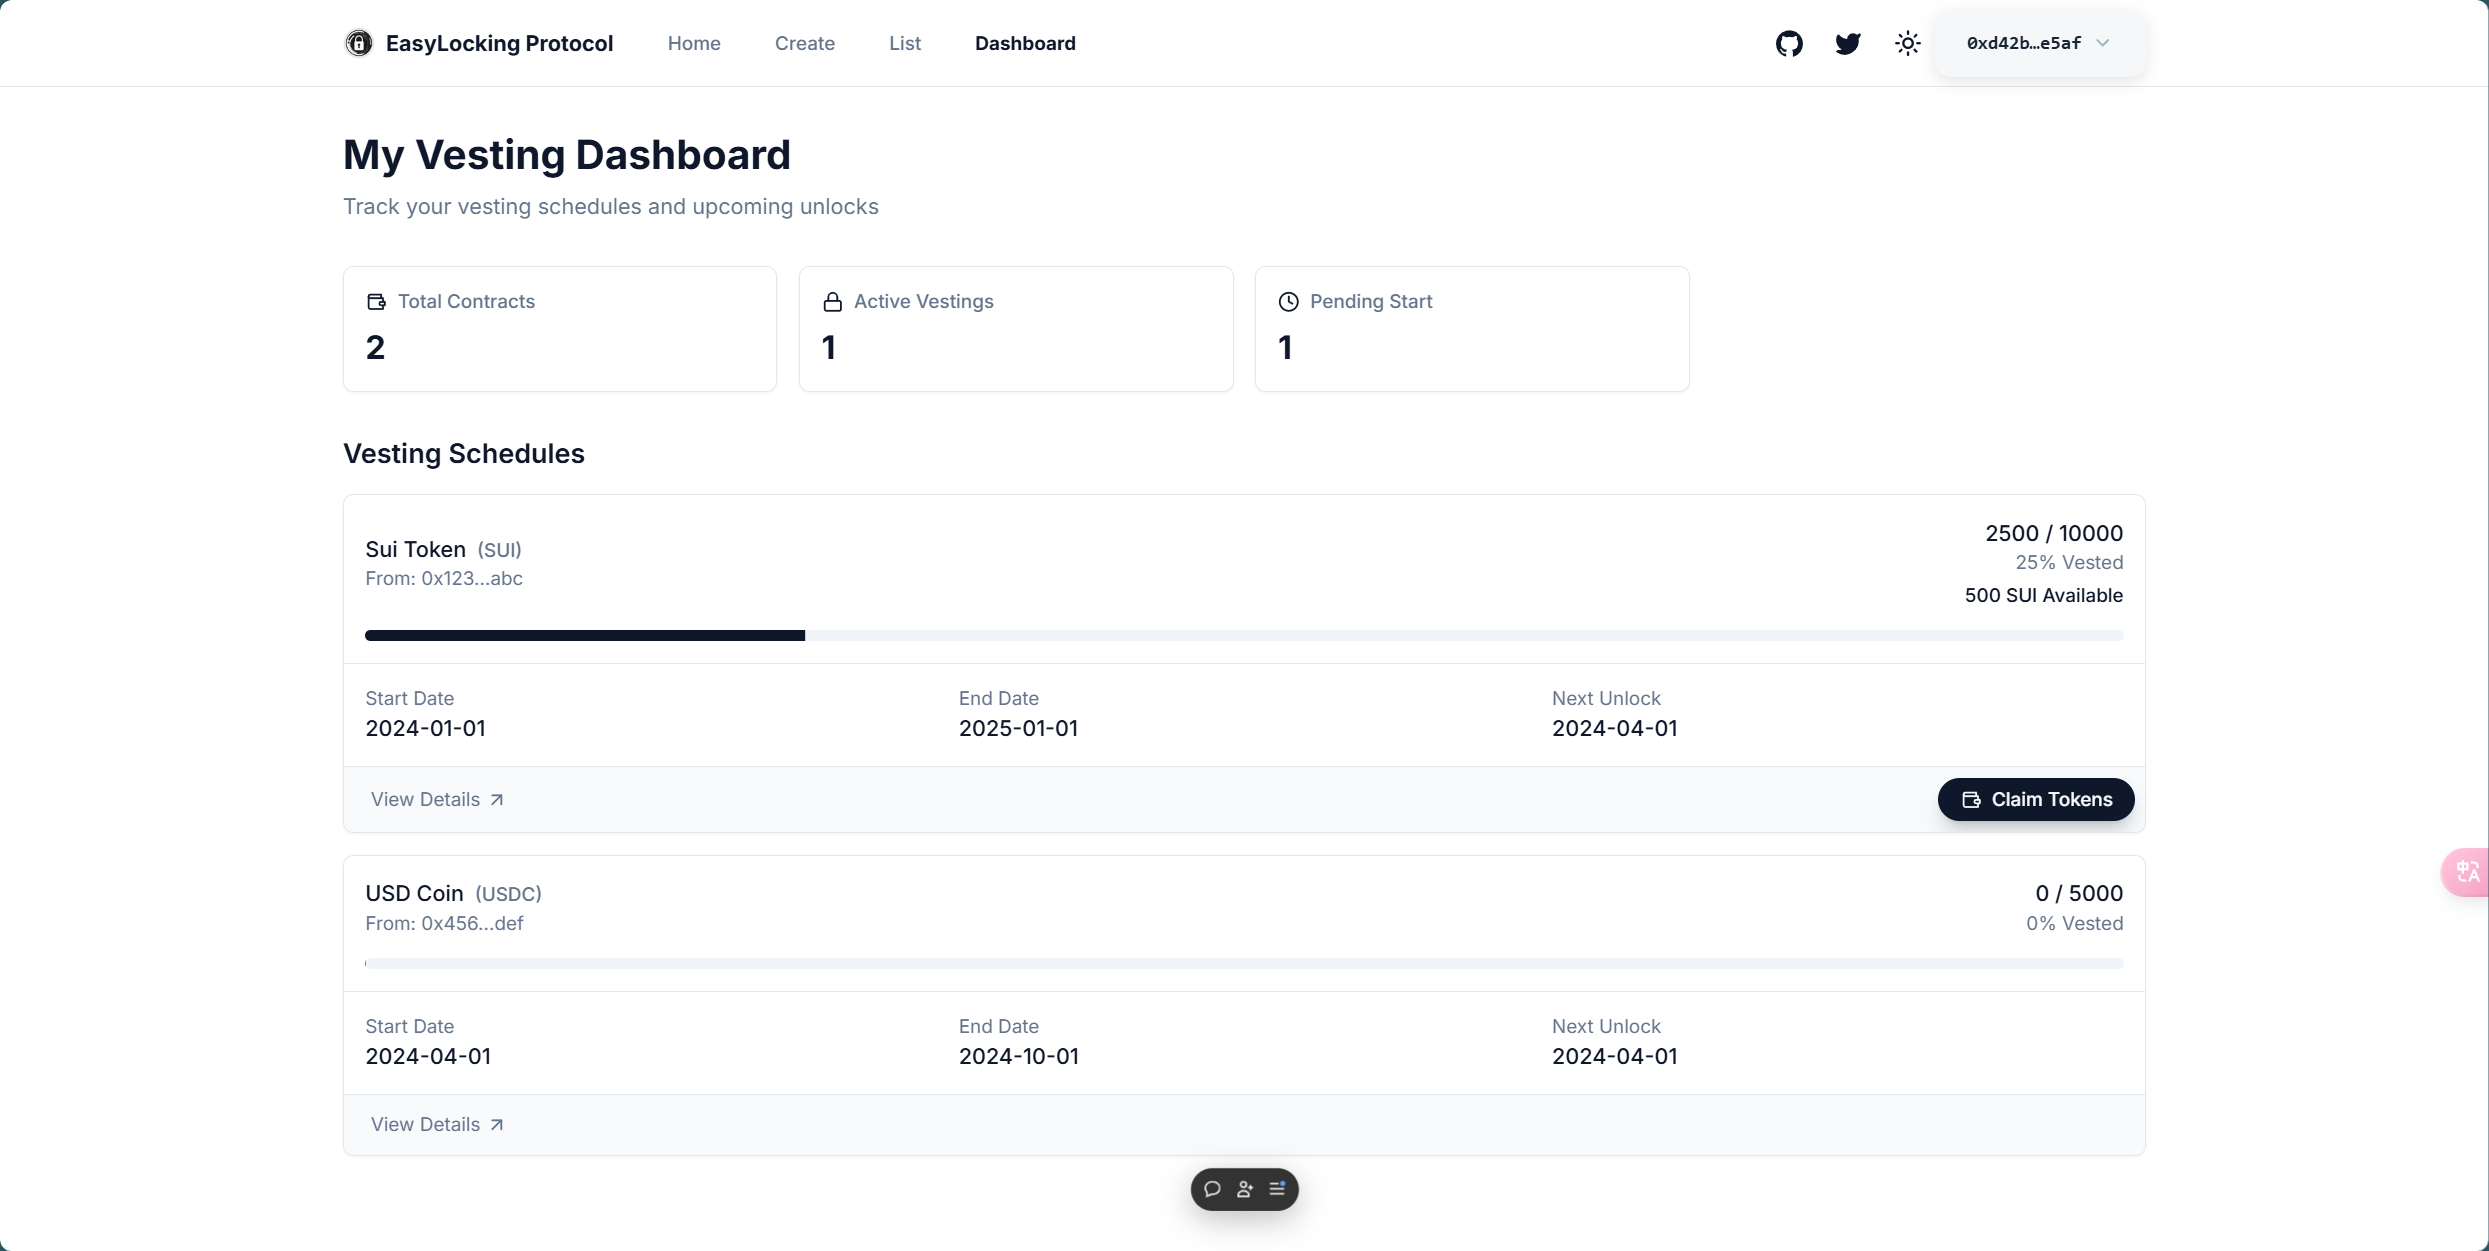 EasyLocking Protocol Home Create List Dashboard 0xd42b…e5af
My Vesting Dashboard
Track your vesting schedules and upcoming unlocks
Total Contracts
2
Active Vestings
1
Pending Start
1
Vesting Schedules
Sui Token (SUI)
From: 0x123...abc
2500 / 10000
25% Vested
500 SUI Available
Start Date
2024-01-01
End Date
2025-01-01
Next Unlock
2024-04-01
View Details
Claim Tokens
USD Coin (USDC)
From: 0x456...def
0 / 5000
0% Vested
Start Date
2024-04-01
End Date
2024-10-01
Next Unlock
2024-04-01
View Details
中A